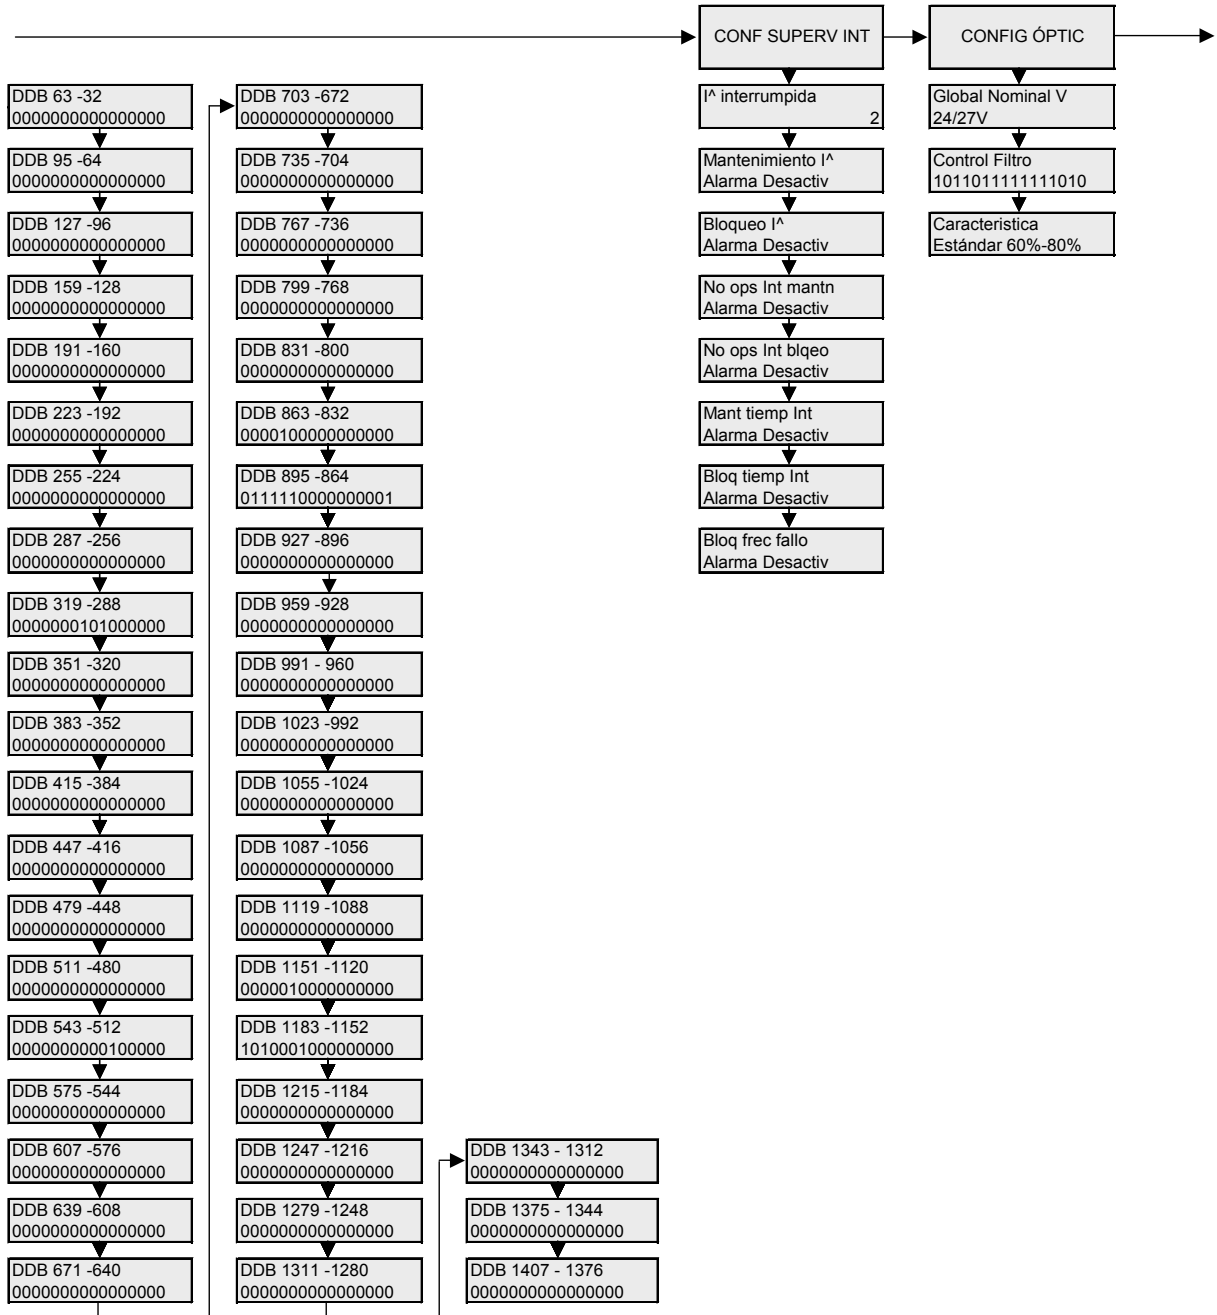 CONF SUPERV INT
CONFIG ÓPTIC
DDB 63 -32
0000000000000000
DDB 95 -64
0000000000000000
DDB 127 -96
0000000000000000
DDB 159 -128
0000000000000000
DDB 191 -160
0000000000000000
DDB 223 -192
0000000000000000
DDB 255 -224
0000000000000000
DDB 287 -256
0000000000000000
DDB 319 -288
0000000101000000
DDB 351 -320
0000000000000000
DDB 383 -352
0000000000000000
DDB 415 -384
0000000000000000
DDB 447 -416
0000000000000000
DDB 479 -448
0000000000000000
DDB 511 -480
0000000000000000
DDB 543 -512
0000000000100000
DDB 575 -544
0000000000000000
DDB 607 -576
0000000000000000
DDB 639 -608
0000000000000000
DDB 671 -640
0000000000000000
DDB 703 -672
0000000000000000
DDB 735 -704
0000000000000000
DDB 767 -736
0000000000000000
DDB 799 -768
0000000000000000
DDB 831 -800
0000000000000000
DDB 863 -832
0000100000000000
DDB 895 -864
0111110000000001
DDB 927 -896
0000000000000000
DDB 959 -928
0000000000000000
DDB 991 - 960
0000000000000000
DDB 1023 -992
0000000000000000
DDB 1055 -1024
0000000000000000
DDB 1087 -1056
0000000000000000
DDB 1119 -1088
0000000000000000
DDB 1151 -1120
0000010000000000
DDB 1183 -1152
1010001000000000
DDB 1215 -1184
0000000000000000
DDB 1247 -1216
0000000000000000
DDB 1279 -1248
0000000000000000
DDB 1311 -1280
0000000000000000
DDB 1343 - 1312
0000000000000000
DDB 1375 - 1344
0000000000000000
DDB 1407 - 1376
0000000000000000
I^ interrumpida
2
Mantenimiento I^
Alarma Desactiv
Bloqueo I^
Alarma Desactiv
No ops Int mantn
Alarma Desactiv
No ops Int blqeo
Alarma Desactiv
Mant tiemp Int
Alarma Desactiv
Bloq tiemp Int
Alarma Desactiv
Bloq frec fallo
Alarma Desactiv
Global Nominal V
24/27V
Control Filtro
1011011111111010
Caracteristica
Estándar 60%-80%